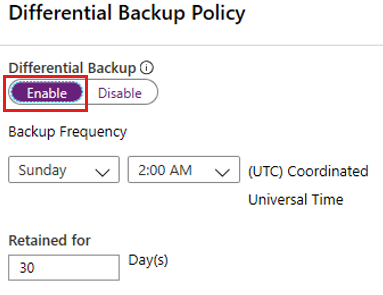 Differential Backup Policy
Differential Backup
Enable Disable
Backup Frequency
Sunday 2:00 AM (UTC) Coordinated
Universal Time
Retained for
30 Day(s)